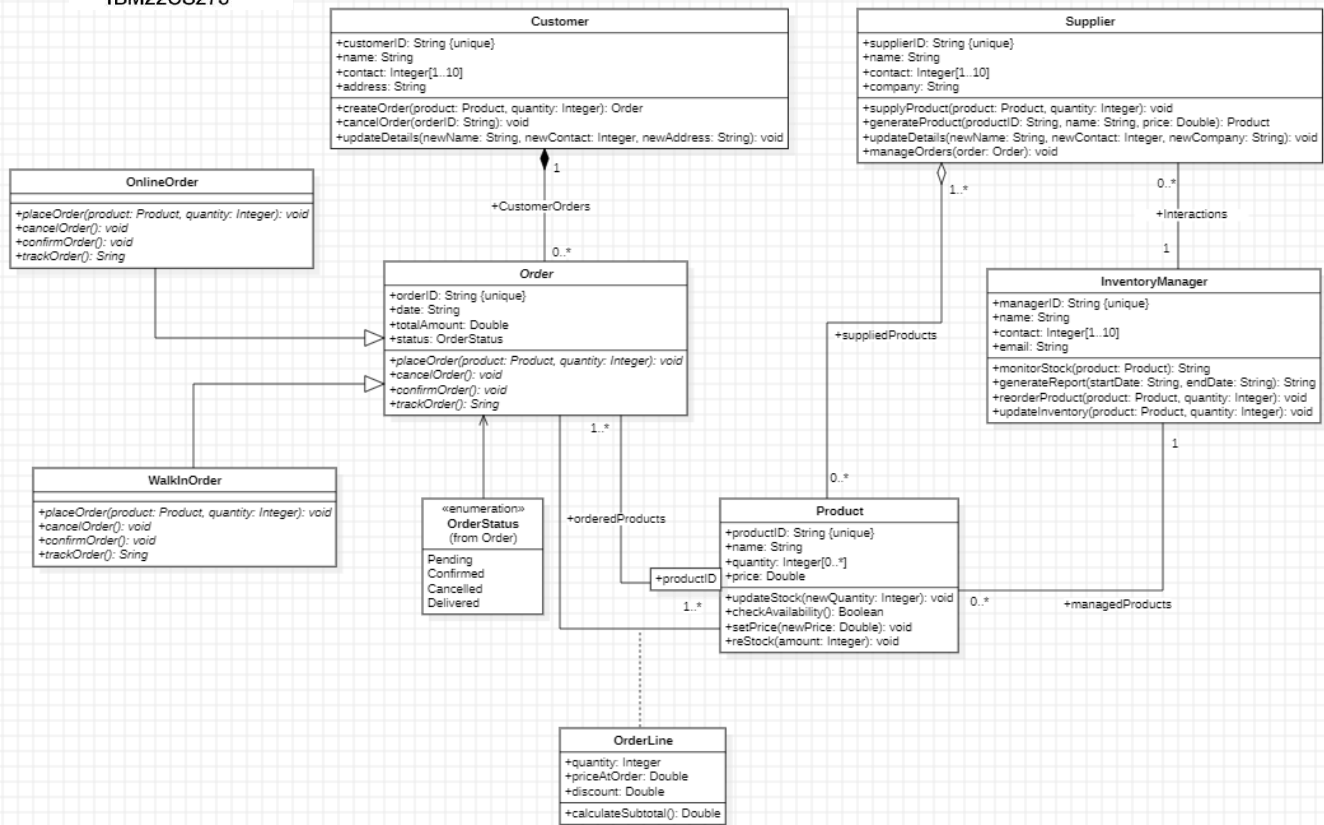 Customer
+customerID: String {unique}
+name: String
+contact: Integer[1..10]
+address: String
+createOrder(product: Product, quantity: Integer): Order
+cancelOrder(orderID: String): void
+updateDetails(newName: String, newContact: Integer, newAddress: String): void
Supplier
+supplierID: String {unique}
+name: String
+contact: Integer[1..10]
+company: String
+supplyProduct(product: Product, quantity: Integer): void
+generateProduct(productID: String, name: String, price: Double): Product
+updateDetails(newName: String, newContact: Integer, newCompany: String): void
+manageOrders(order: Order): void
1
+CustomerOrders
0..*
1..*
0..*
+Interactions
1
OnlineOrder
+placeOrder(product: Product, quantity: Integer): void
+cancelOrder(): void
+confirmOrder(): void
+trackOrder(): Sring
Order
+orderID: String {unique}
+date: String
+totalAmount: Double
+status: OrderStatus
+placeOrder(product: Product, quantity: Integer): void
+cancelOrder(): void
+confirmOrder(): void
+trackOrder(): Sring
InventoryManager
+managerID: String {unique}
+name: String
+contact: Integer[1..10]
+email: String
+monitorStock(product: Product): String
+generateReport(startDate: String, endDate: String): String
+reorderProduct(product: Product, quantity: Integer): void
+updateInventory(product: Product, quantity: Integer): void
+suppliedProducts
0..*
1..*
1
WalkInOrder
+placeOrder(product: Product, quantity: Integer): void
+cancelOrder(): void
+confirmOrder(): void
+trackOrder(): Sring
«enumeration»
OrderStatus
(from Order)
Pending
Confirmed
Cancelled
Delivered
+orderedProducts
+productID
1..*
Product
+productID: String {unique}
+name: String
+quantity: Integer[0..*]
+price: Double
+updateStock(newQuantity: Integer): void
+checkAvailability(): Boolean
+setPrice(newPrice: Double): void
+reStock(amount: Integer): void
0..*
+managedProducts
OrderLine
+quantity: Integer
+priceAtOrder: Double
+discount: Double
+calculateSubtotal(): Double